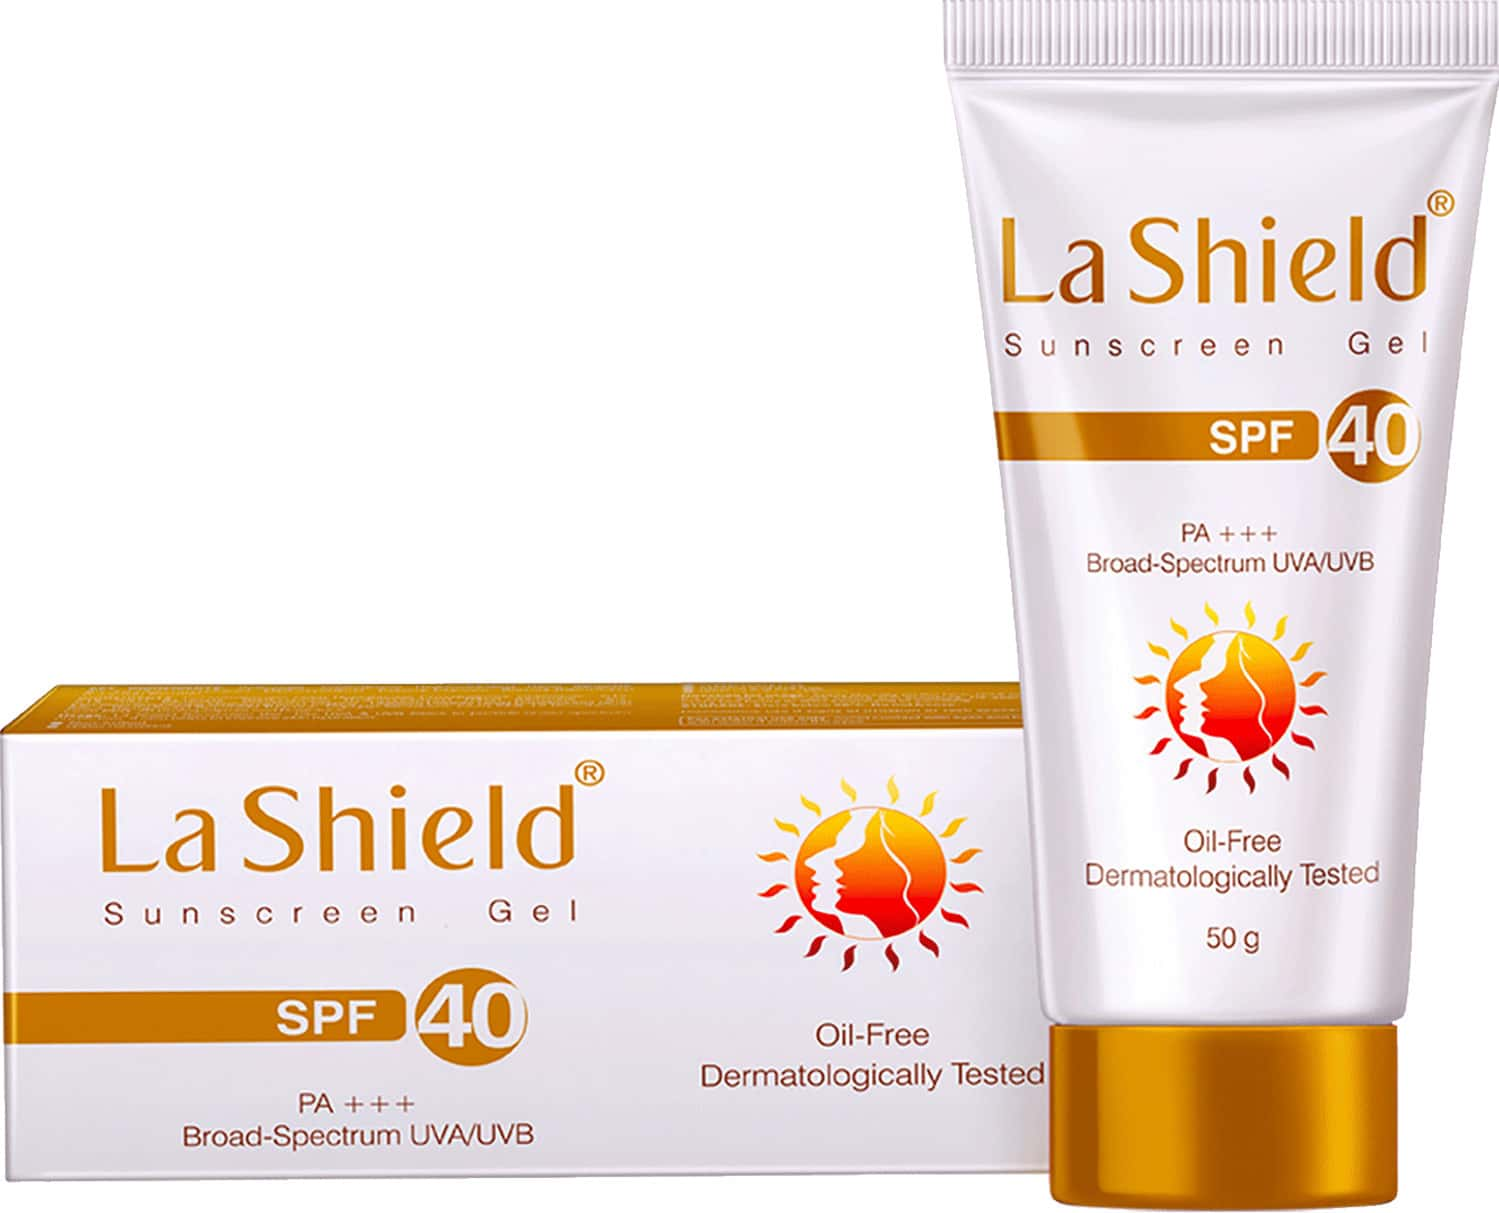 La Shield®
Sunscreen Gel
SPF 40
PA +++
Broad-Spectrum UVA/UVB
Oil-Free
Dermatologically Tested
50 g
La Shield®
Sunscreen Gel
SPF 40
PA +++
Broad-Spectrum UVA/UVB
Oil-Free
Dermatologically Tested